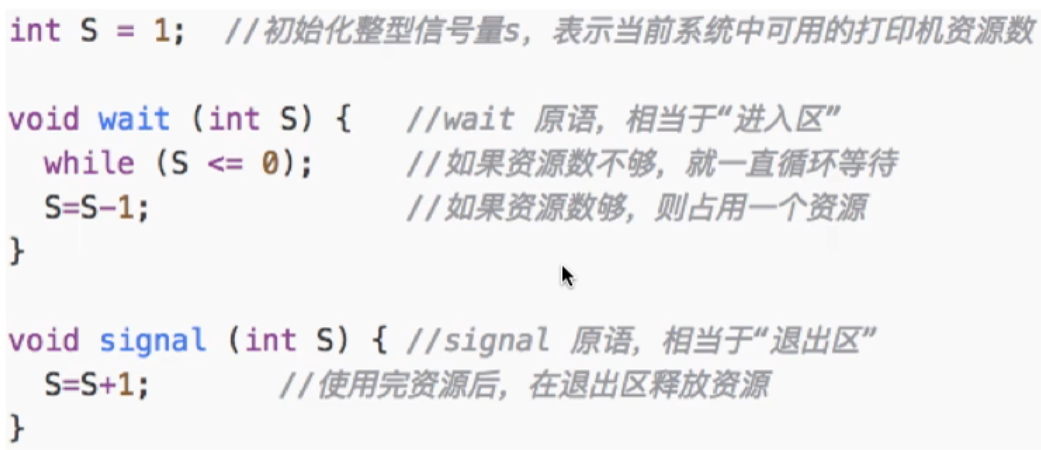 int S = 1;  //初始化整型信号量s，表示当前系统中可用的打印机资源数
void wait (int S) {   //wait 原语，相当于“进入区”
  while (S <= 0);     //如果资源数不够，就一直循环等待
  S=S-1;              //如果资源数够，则占用一个资源
}
void signal (int S) { //signal 原语，相当于“退出区”
  S=S+1;       //使用完资源后，在退出区释放资源
}